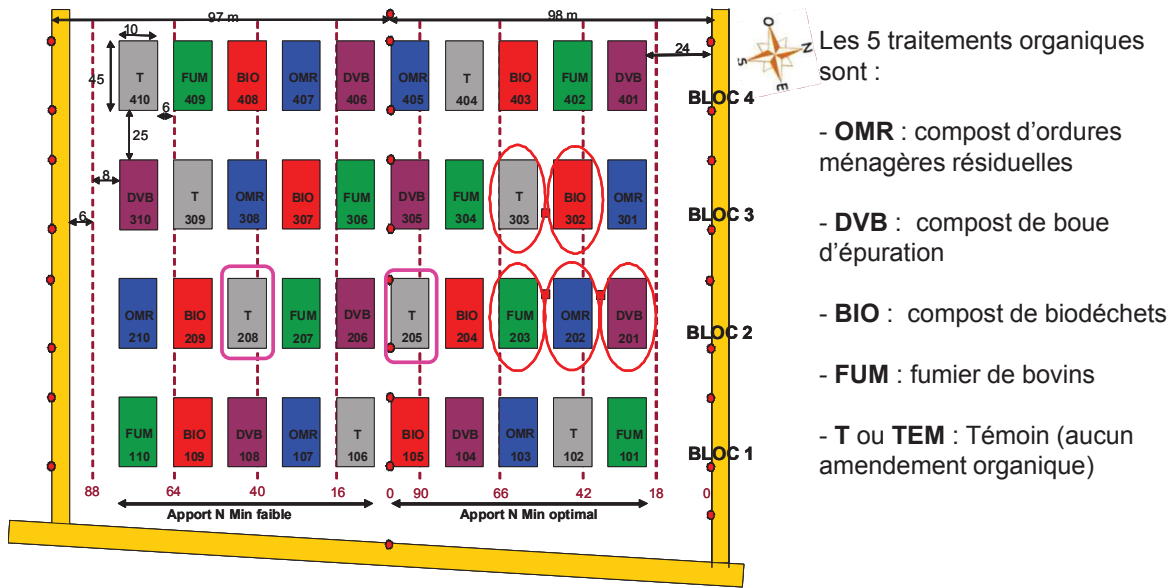 97 m
98 m
10
24
T
FUM
BIO
OMR
DVB
OMR
T
BIO
FUM
DVB
45
410
409
408
407
406
405
404
403
402
401
BLOC 4
6
25
8
DVB
T
OMR
BIO
FUM
DVB
FUM
T
BIO
OMR
310
309
308
307
306
305
304
303
302
301
BLOC 3
6
OMR
BIO
T
FUM
DVB
T
BIO
FUM
OMR
DVB
210
209
208
207
206
205
204
203
202
201
BLOC 2
FUM
BIO
DVB
OMR
T
BIO
DVB
OMR
T
FUM
110
109
108
107
106
105
104
103
102
101
BLOC 1
88
64
40
16
0
90
66
42
18
0
Apport N Min faible
Apport N Min optimal
O
N
S
E
Les 5 traitements organiques
sont :
- OMR : compost d'ordures
ménagères résiduelles
- DVB : compost de boue
d'épuration
- BIO : compost de biodéchets
- FUM : fumier de bovins
- T ou TEM : Témoin (aucun
amendement organique)